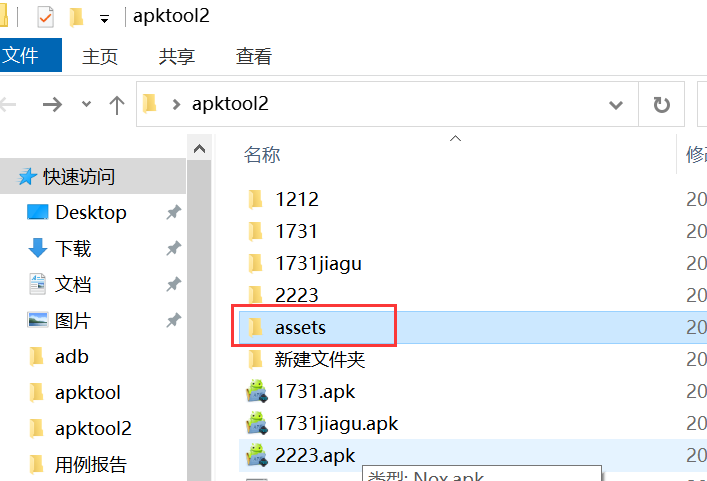 apktool2
文件 主页 共享 查看
apktool2
名称 修
快速访问
Desktop
下载
文档
图片
adb
apktool
apktool2
用例报告
1212 20
1731 20
1731jiagu 20
2223 20
assets 20
新建文件夹 20
1731.apk 20
1731jiagu.apk 20
2223.apk 20
类型: Nox.apk